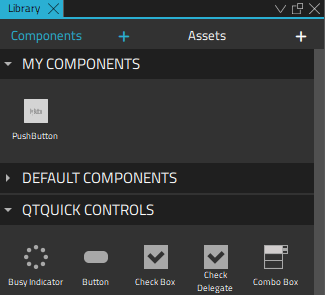 Library
Components + Assets +
MY COMPONENTS
PushButton
DEFAULT COMPONENTS
QTQUICK CONTROLS
Busy Indicator Button Check Box Check Delegate Combo Box